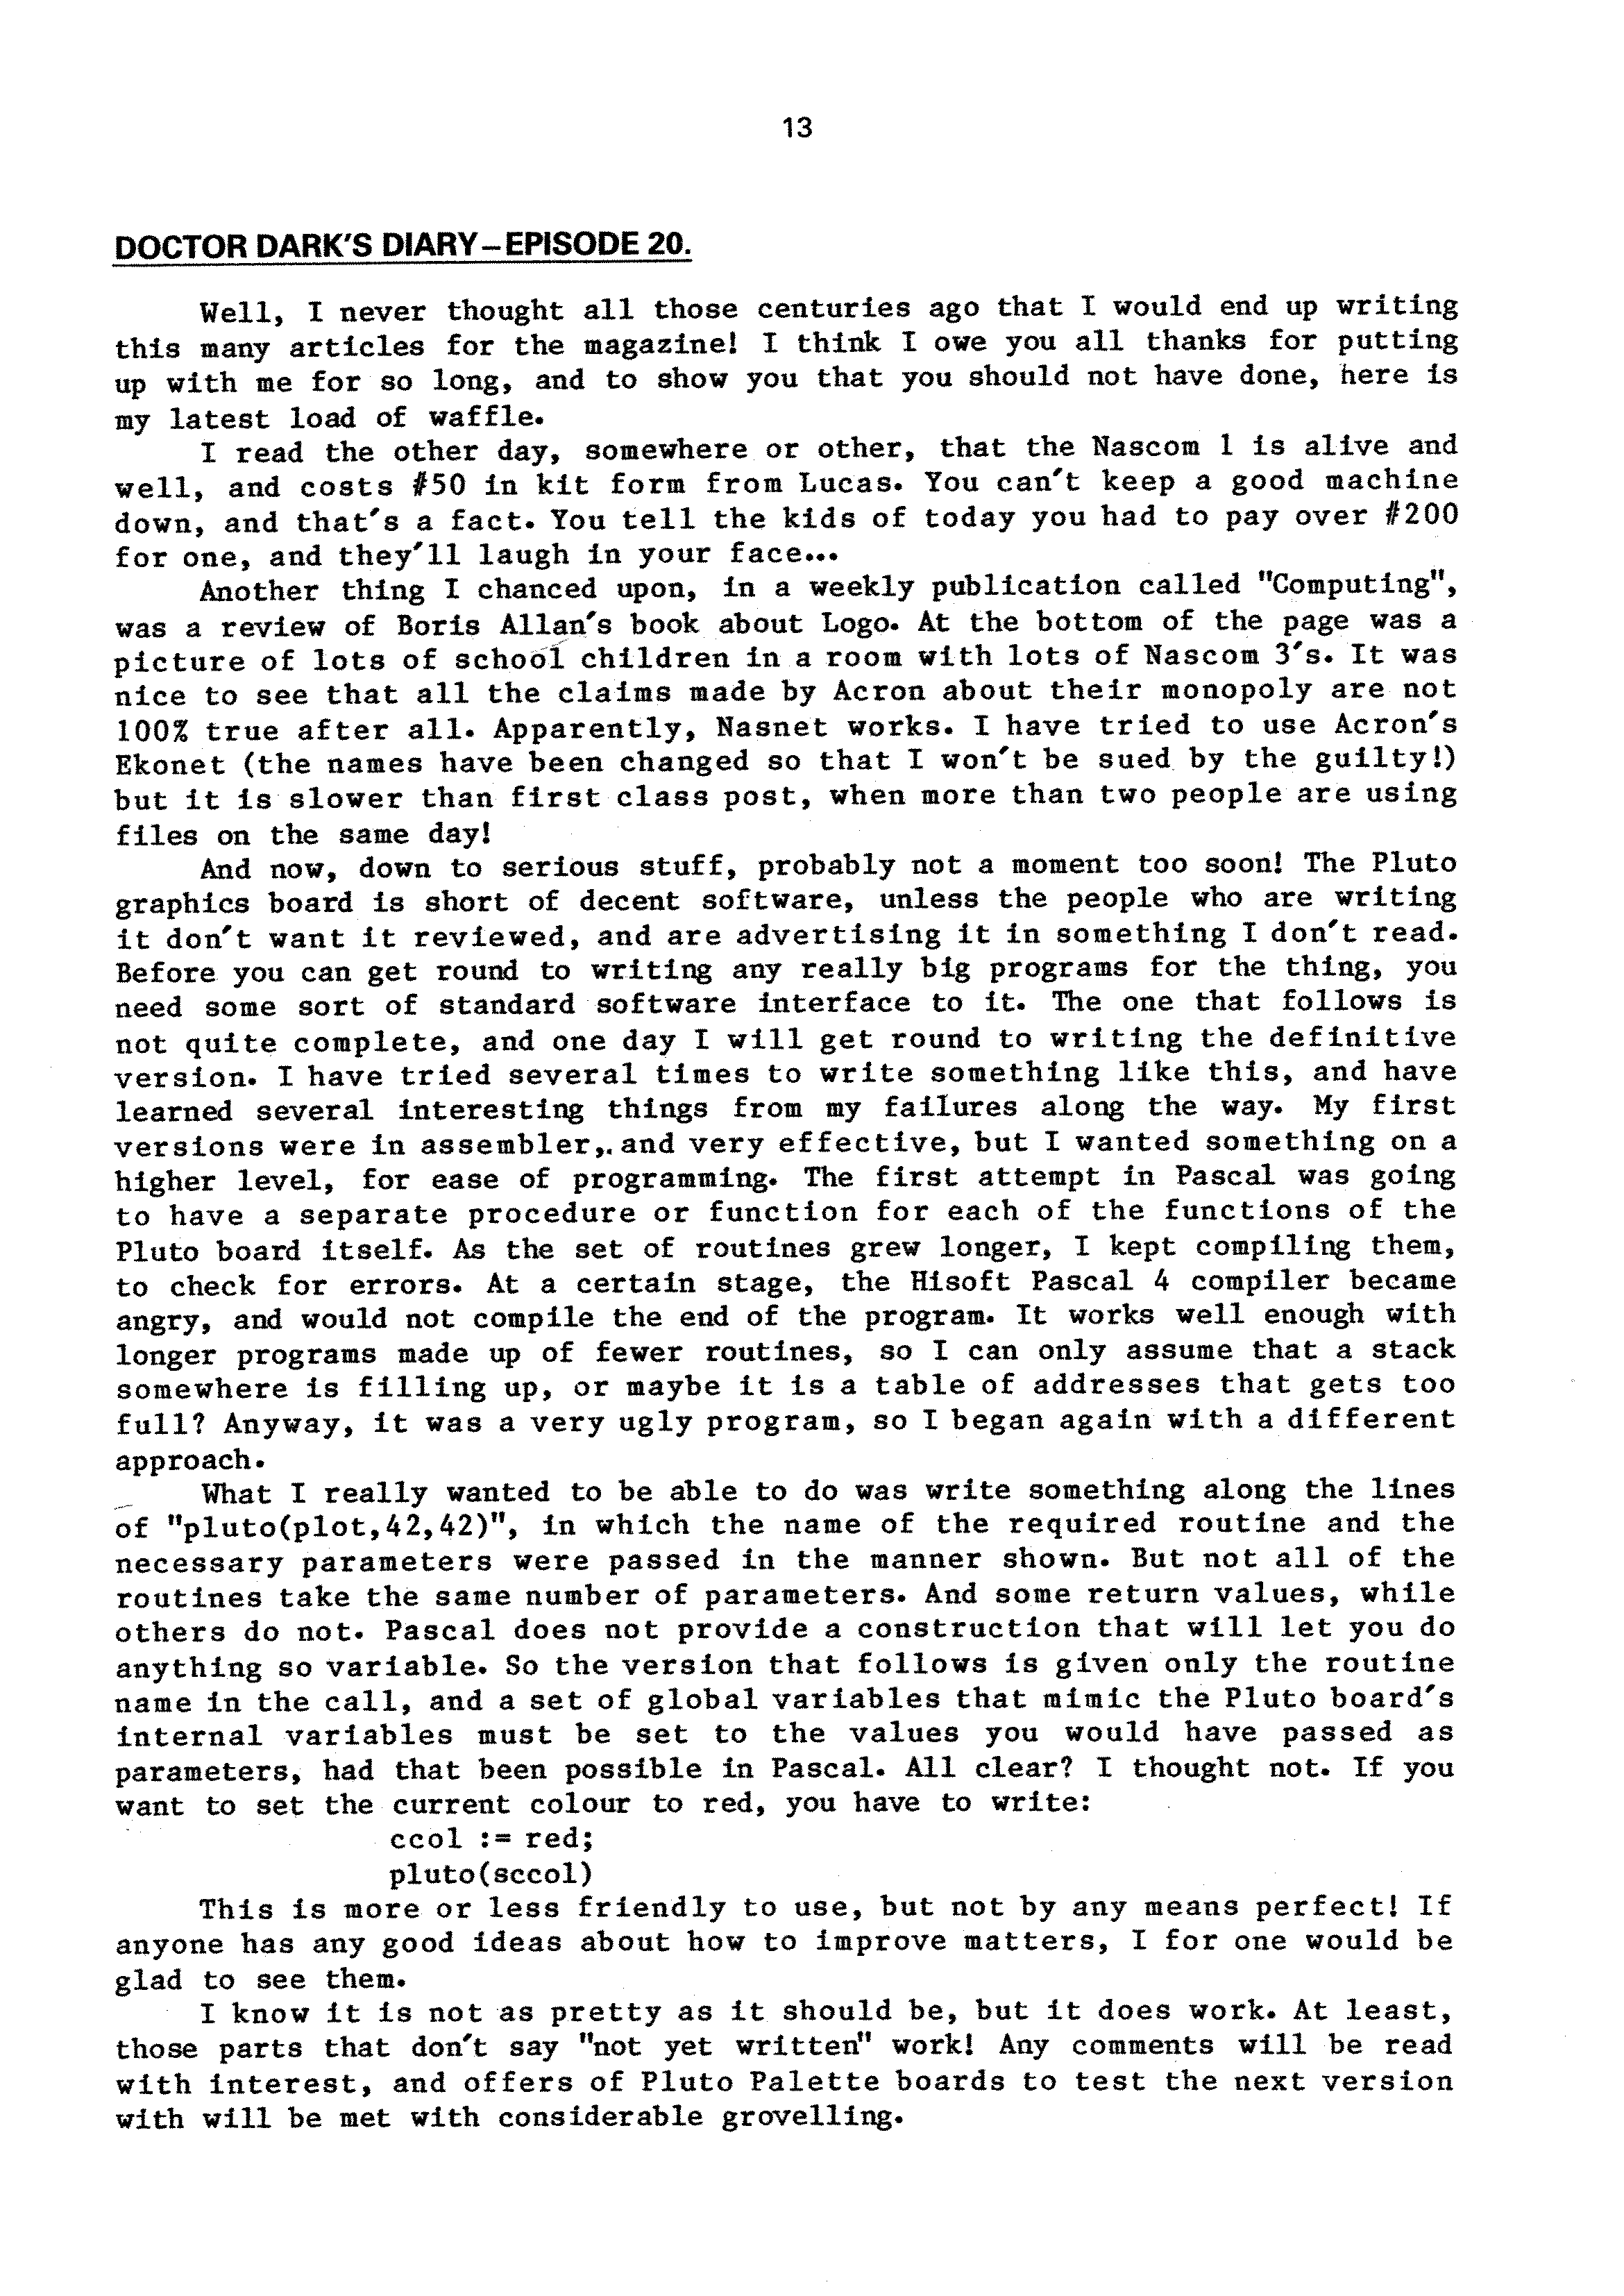 13
DOCTOR DARK'S DIARY–EPISODE 20.
Well, I never thought all those centuries ago that I would end up writing
this many articles for the magazine! I think I owe you all thanks for putting
up with me for so long, and to show you that you should not have done, here is
my latest load of waffle.
I read the other day, somewhere or other, that the Nascom 1 is alive and
well, and costs #50 in kit form from Lucas. You can't keep a good machine
down, and that's a fact. You tell the kids of today you had to pay over #200
for one, and they'll laugh in your face...
Another thing I chanced upon, in a weekly publication called "Computing",
was a review of Boris Allan's book about Logo. At the bottom of the page was a
picture of lots of school children in a room with lots of Nascom 3's. It was
nice to see that all the claims made by Acron about their monopoly are not
100% true after all. Apparently, Nasnet works. I have tried to use Acron's
Ekonet (the names have been changed so that I won't be sued by the guilty!)
but it is slower than first class post, when more than two people are using
files on the same day!
And now, down to serious stuff, probably not a moment too soon! The Pluto
graphics board is short of decent software, unless the people who are writing
it don't want it reviewed, and are advertising it in something I don't read.
Before you can get round to writing any really big programs for the thing, you
need some sort of standard software interface to it. The one that follows is
not quite complete, and one day I will get round to writing the definitive
version. I have tried several times to write something like this, and have
learned several interesting things from my failures along the way. My first
versions were in assembler,.and very effective, but I wanted something on a
higher level, for ease of programming. The first attempt in Pascal was going
to have a separate procedure or function for each of the functions of the
Pluto board itself. As the set of routines grew longer, I kept compiling them,
to check for errors. At a certain stage, the Hisoft Pascal 4 compiler became
angry, and would not compile the end of the program. It works well enough with
longer programs made up of fewer routines, so I can only assume that a stack
somewhere is filling up, or maybe it is a table of addresses that gets too
full? Anyway, it was a very ugly program, so I began again with a different
approach.
What I really wanted to be able to do was write something along the lines
of "pluto(plot,42,42)", in which the name of the required routine and the
necessary parameters were passed in the manner shown. But not all of the
routines take the same number of parameters. And some return values, while
others do not. Pascal does not provide a construction that will let you do
anything so variable. So the version that follows is given only the routine
name in the call, and a set of global variables that mimic the Pluto board's
internal variables must be set to the values you would have passed as
parameters, had that been possible in Pascal. All clear? I thought not. If you
want to set the current colour to red, you have to write:
ccol := red;
pluto(sccol)
This is more or less friendly to use, but not by any means perfect! If
anyone has any good ideas about how to improve matters, I for one would be
glad to see them.
I know it is not as pretty as it should be, but it does work. At least,
those parts that don't say "not yet written" work! Any comments will be read
with interest, and offers of Pluto Palette boards to test the next version
with will be met with considerable grovelling.